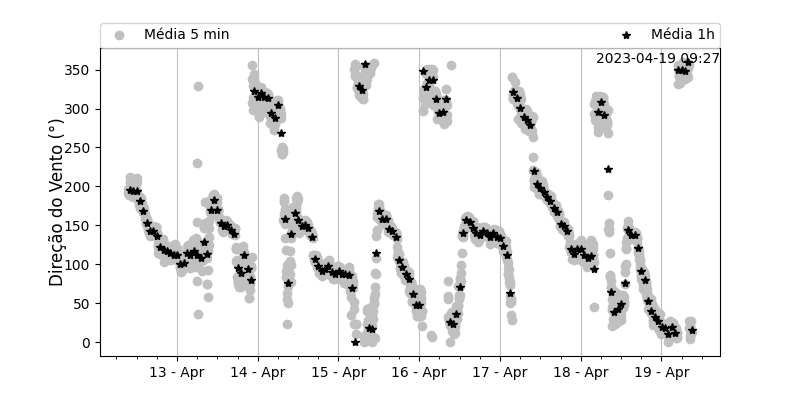 Média 5 min
Média 1h
2023-04-19 09:27
Direção do Vento (°)
350
300
250
200
150
100
50
0
13 - Apr
14 - Apr
15 - Apr
16 - Apr
17 - Apr
18 - Apr
19 - Apr